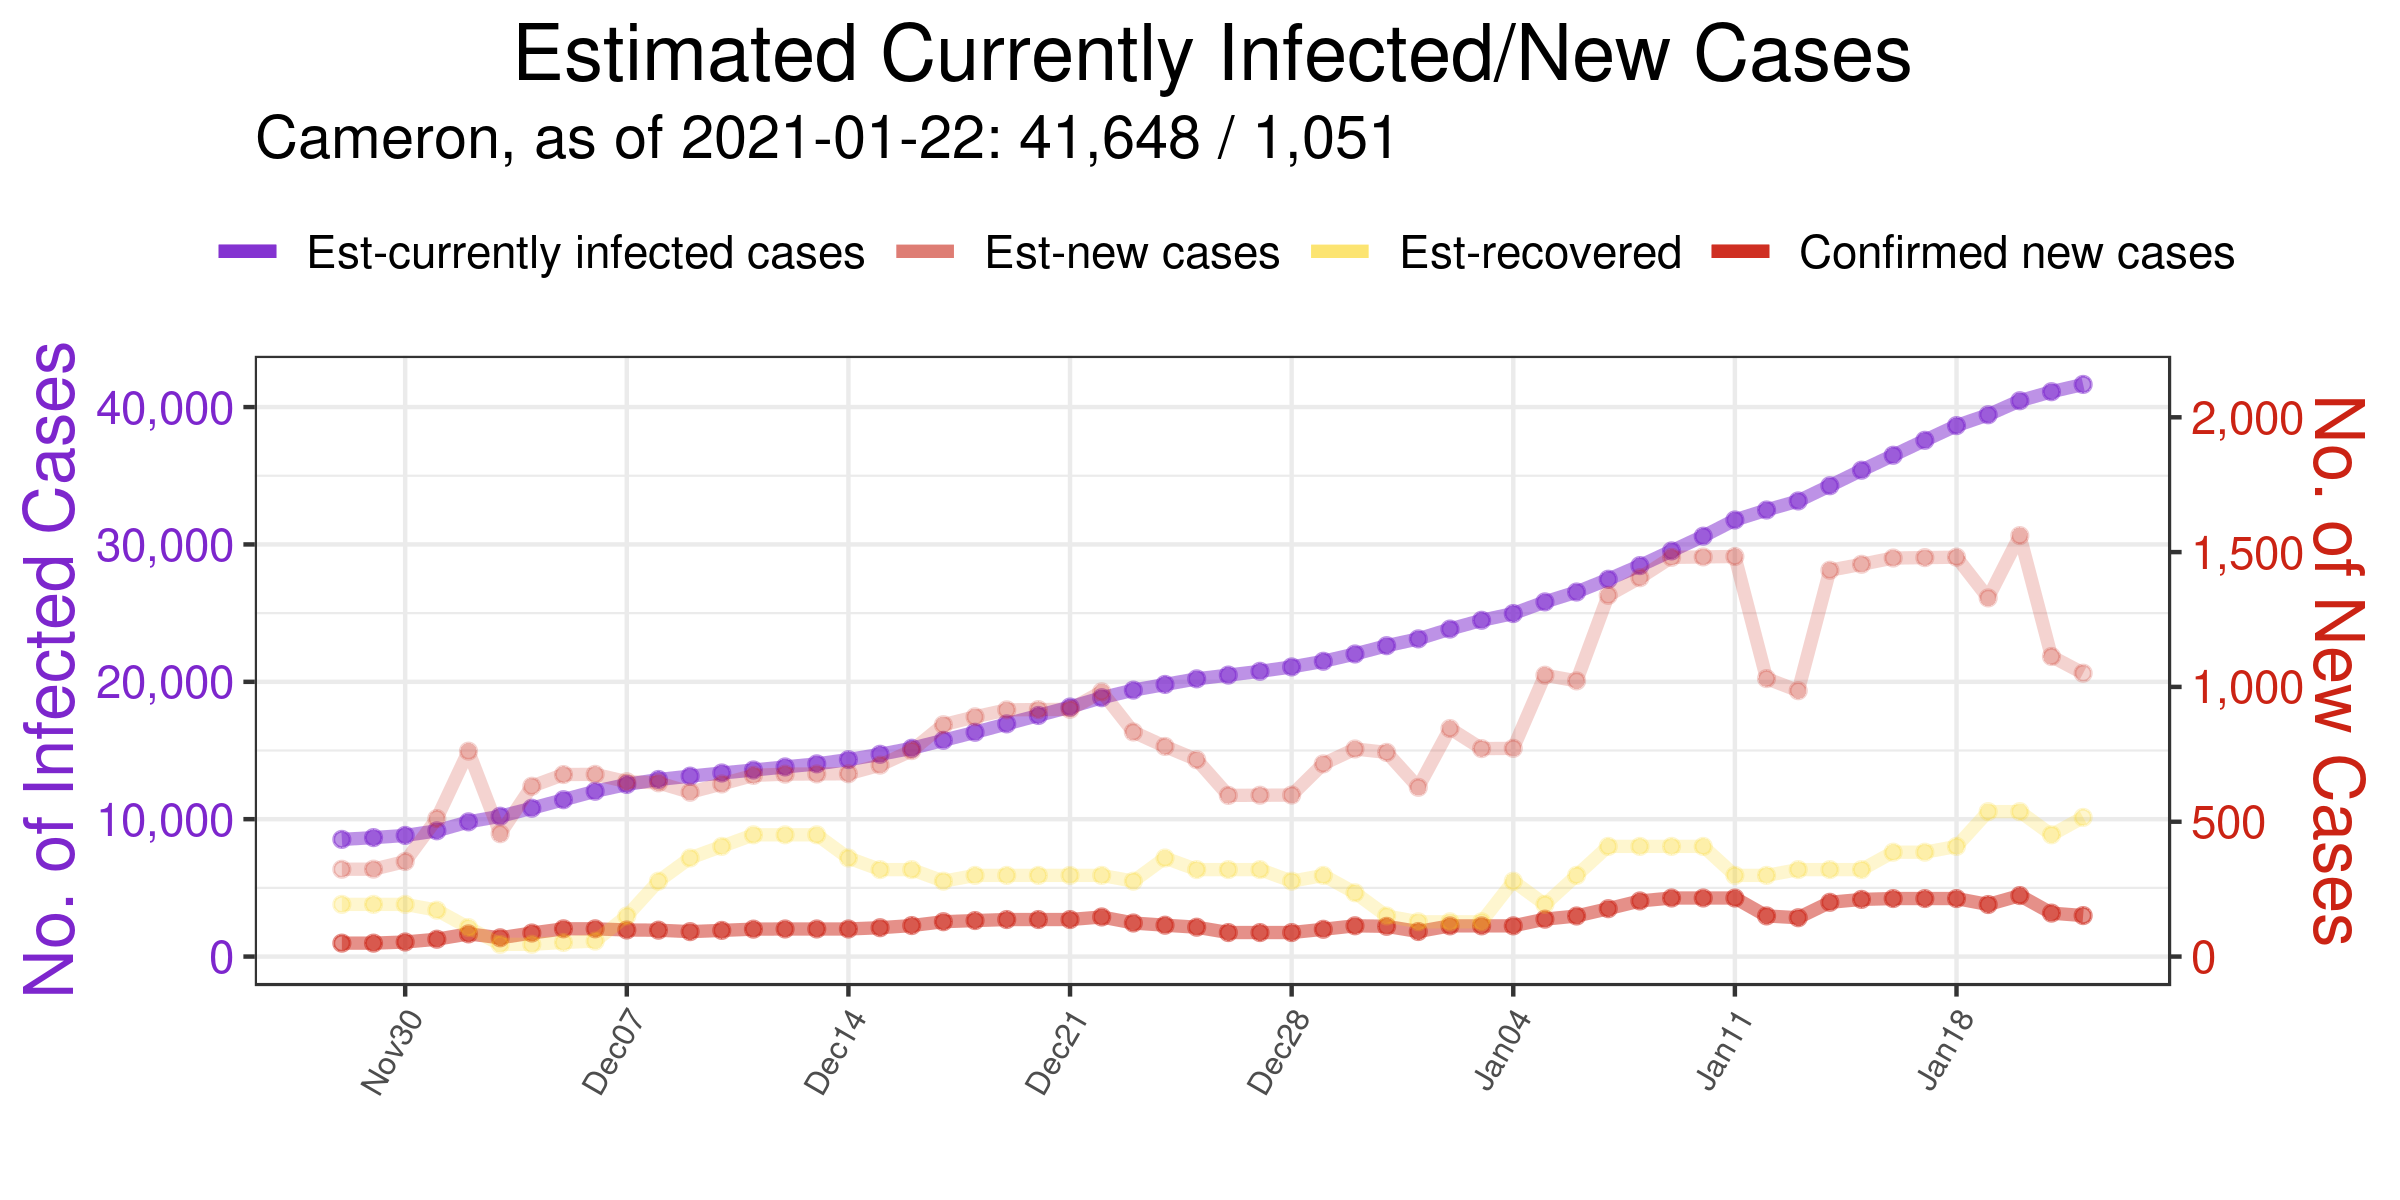 Estimated Currently Infected/New Cases
Cameron, as of 2021-01-22: 41,648 / 1,051
Est-currently infected cases Est-new cases Est-recovered Confirmed new cases
No. of Infected Cases
40,000
30,000
20,000
10,000
0
2,000
1,500
1,000
500
0
No. of New Cases
Nov30 Dec07 Dec14 Dec21 Dec28 Jan04 Jan11 Jan18